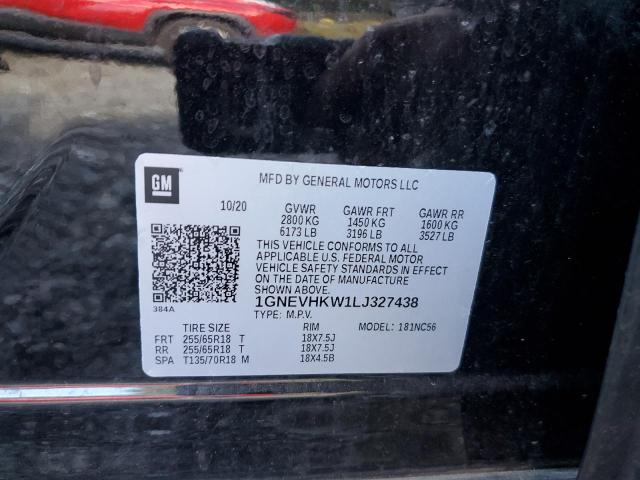 GM
MFD BY GENERAL MOTORS LLC
10/20 GVWR GAWR FRT GAWR RR
2800 KG 1450 KG 1600 KG
6173 LB 3196 LB 3527 LB
THIS VEHICLE CONFORMS TO ALL
APPLICABLE U.S. FEDERAL MOTOR
VEHICLE SAFETY STANDARDS IN EFFECT
ON THE DATE OF MANUFACTURE
SHOWN ABOVE.
384A
1GNEVHKW1LJ327438
TYPE: M.P.V. MODEL: 181NC56
TIRE SIZE RIM
FRT 255/65R18 T 18X7.5J
RR 255/65R18 T 18X7.5J
SPA T135/70R18 M 18X4.5B